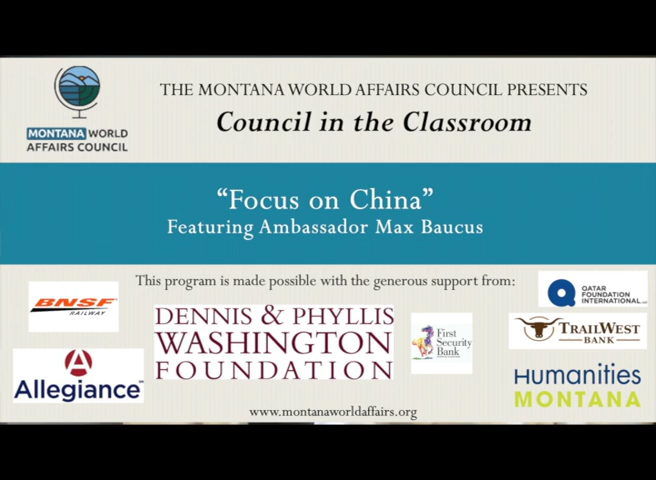 MONTANA WORLD
AFFAIRS COUNCIL
THE MONTANA WORLD AFFAIRS COUNCIL PRESENTS
Council in the Classroom
“Focus on China”
Featuring Ambassador Max Baucus
This program is made possible with the generous support from:
BNSF
RAILWAY
Allegiance
DENNIS & PHYLLIS
WASHINGTON
FOUNDATION
First
Security
Bank
QATAR
FOUNDATION
INTERNATIONAL
TRAILWEST
BANK
Humanities
MONTANA
www.montanaworldaffairs.org